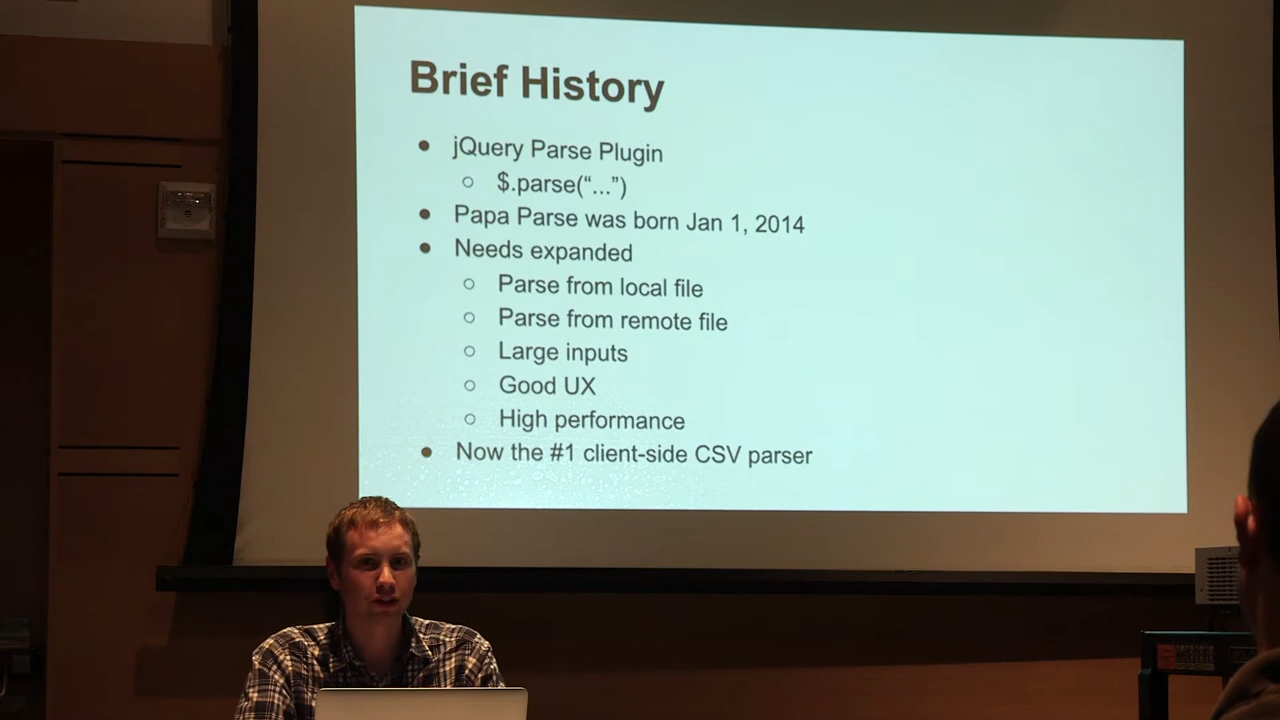 Brief History
jQuery Parse Plugin
$.parse(“...”)
Papa Parse was born Jan 1, 2014
Needs expanded
Parse from local file
Parse from remote file
Large inputs
Good UX
High performance
Now the #1 client-side CSV parser